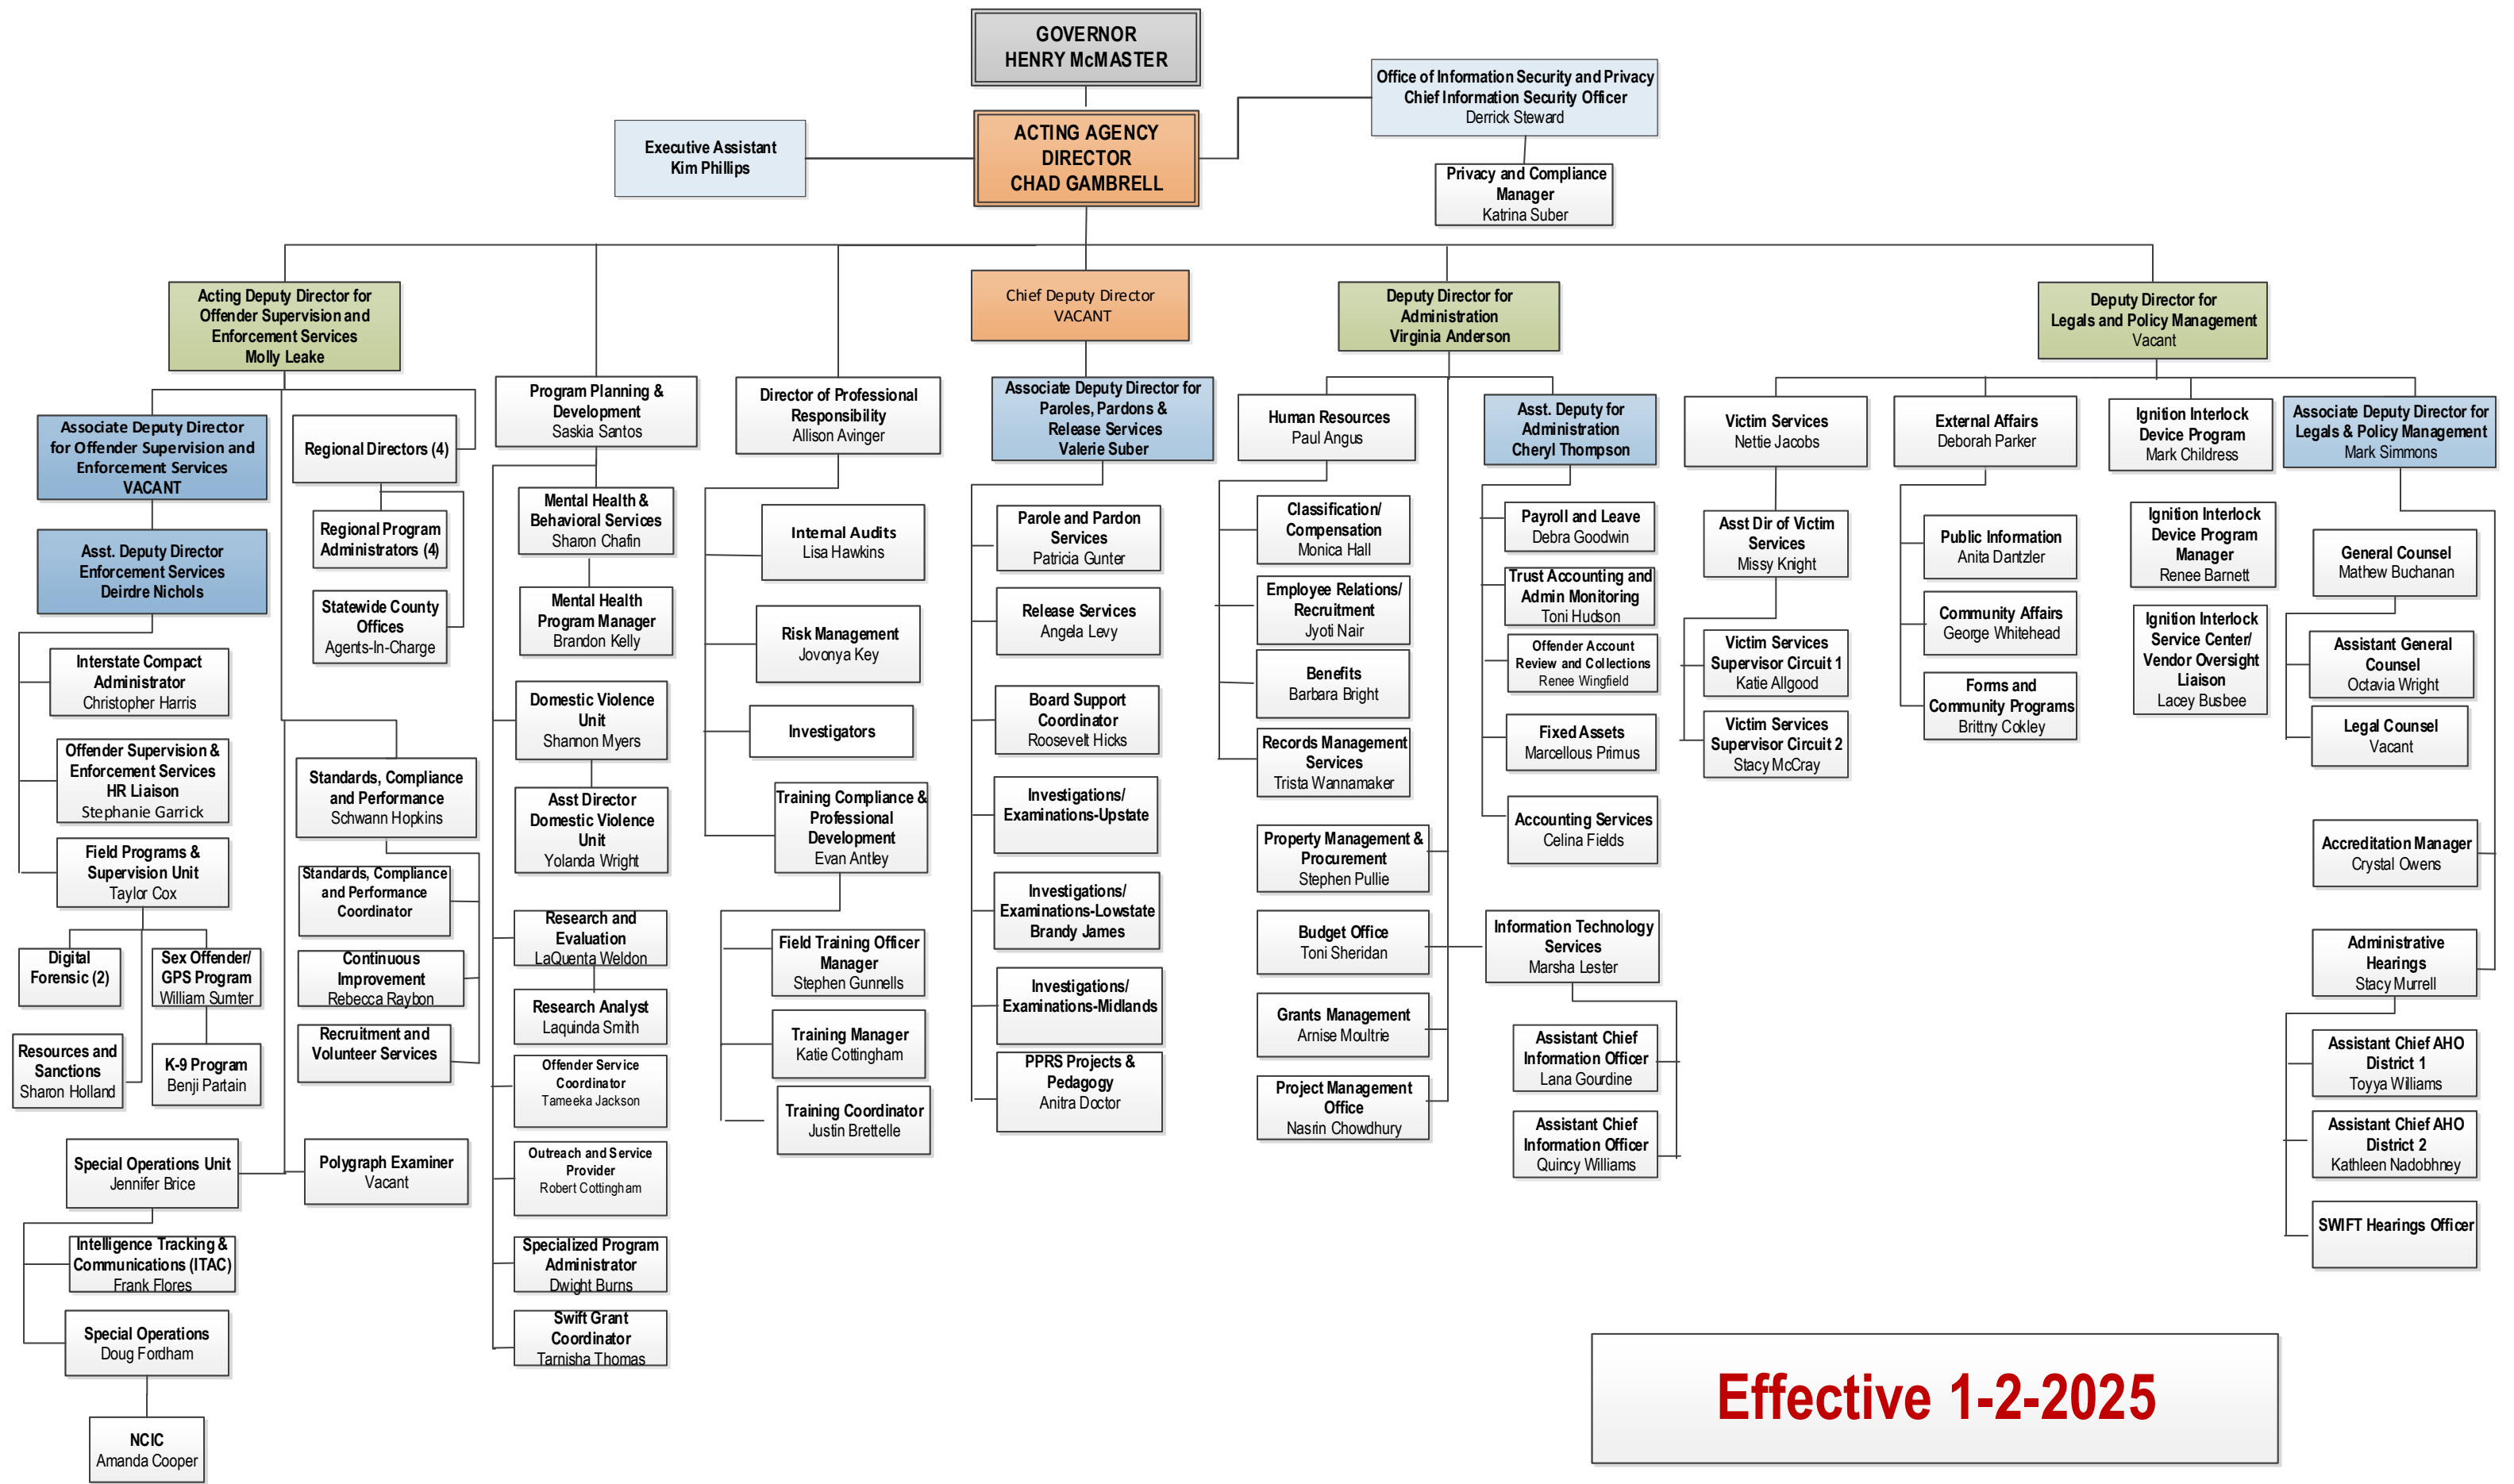 GOVERNOR
HENRY McMASTER
Office of Information Security and Privacy
Chief Information Security Officer
Derrick Steward
Executive Assistant
Kim Phillips
ACTING AGENCY
DIRECTOR
CHAD GAMBRELL
Privacy and Compliance
Manager
Katrina Suber
Acting Deputy Director for
Offender Supervision and
Enforcement Services
Molly Leake
Chief Deputy Director
VACANT
Deputy Director for
Administration
Virginia Anderson
Deputy Director for
Legals and Policy Management
Vacant
Associate Deputy Director
for Offender Supervision and
Enforcement Services
VACANT
Asst. Deputy Director
Enforcement Services
Deirdre Nichols
Interstate Compact
Administrator
Christopher Harris
Offender Supervision &
Enforcement Services
HR Liaison
Stephanie Garrick
Field Programs &
Supervision Unit
Taylor Cox
Digital
Forensic (2)
Sex Offender/
GPS Program
William Sumter
Resources and
Sanctions
Sharon Holland
K-9 Program
Benji Partain
Regional Directors (4)
Regional Program
Administrators (4)
Statewide County
Offices
Agents-In-Charge
Standards, Compliance
and Performance
Schwann Hopkins
Standards, Compliance
and Performance
Coordinator
Continuous
Improvement
Rebecca Raybon
Recruitment and
Volunteer Services
Special Operations Unit
Jennifer Brice
Polygraph Examiner
Vacant
Intelligence Tracking &
Communications (ITAC)
Frank Flores
Special Operations
Doug Fordham
NCIC
Amanda Cooper
Program Planning &
Development
Saskia Santos
Mental Health &
Behavioral Services
Sharon Chafin
Mental Health
Program Manager
Brandon Kelly
Domestic Violence
Unit
Shannon Myers
Asst Director
Domestic Violence
Unit
Yolanda Wright
Research and
Evaluation
LaQuenta Weldon
Research Analyst
Laquinda Smith
Offender Service
Coordinator
Tameeka Jackson
Outreach and Service
Provider
Robert Cottingham
Specialized Program
Administrator
Dwight Burns
Swift Grant
Coordinator
Tarnisha Thomas
Director of Professional
Responsibility
Allison Avinger
Internal Audits
Lisa Hawkins
Risk Management
Jovonya Key
Investigators
Training Compliance &
Professional
Development
Evan Antley
Field Training Officer
Manager
Stephen Gunnells
Training Manager
Katie Cottingham
Training Coordinator
Justin Brettelle
Associate Deputy Director for
Paroles, Pardons &
Release Services
Valerie Suber
Parole and Pardon
Services
Patricia Gunter
Release Services
Angela Levy
Board Support
Coordinator
Roosevelt Hicks
Investigations/
Examinations-Upstate
Investigations/
Examinations-Lowstate
Brandy James
Investigations/
Examinations-Midlands
PPRS Projects &
Pedagogy
Anitra Doctor
Human Resources
Paul Angus
Classification/
Compensation
Monica Hall
Employee Relations/
Recruitment
Jyoti Nair
Benefits
Barbara Bright
Records Management
Services
Trista Wannamaker
Property Management &
Procurement
Stephen Pullie
Budget Office
Toni Sheridan
Grants Management
Arnise Moultrie
Project Management
Office
Nasrin Chowdhury
Asst. Deputy for
Administration
Cheryl Thompson
Payroll and Leave
Debra Goodwin
Trust Accounting and
Admin Monitoring
Toni Hudson
Offender Account
Review and Collections
Renee Wingfield
Fixed Assets
Marcellous Primus
Accounting Services
Celina Fields
Information Technology
Services
Marsha Lester
Assistant Chief
Information Officer
Lana Gourdine
Assistant Chief
Information Officer
Quincy Williams
Victim Services
Nettie Jacobs
Asst Dir of Victim
Services
Missy Knight
Victim Services
Supervisor Circuit 1
Katie Allgood
Victim Services
Supervisor Circuit 2
Stacy McCray
External Affairs
Deborah Parker
Public Information
Anita Dantzler
Community Affairs
George Whitehead
Forms and
Community Programs
Brittny Cokley
Ignition Interlock
Device Program
Mark Childress
Ignition Interlock
Device Program
Manager
Renee Barnett
Ignition Interlock
Service Center/
Vendor Oversight
Liaison
Lacey Busbee
Associate Deputy Director for
Legals & Policy Management
Mark Simmons
General Counsel
Mathew Buchanan
Assistant General
Counsel
Octavia Wright
Legal Counsel
Vacant
Accreditation Manager
Crystal Owens
Administrative
Hearings
Stacy Murrell
Assistant Chief AHO
District 1
Toyya Williams
Assistant Chief AHO
District 2
Kathleen Nadobhney
SWIFT Hearings Officer
Effective 1-2-2025